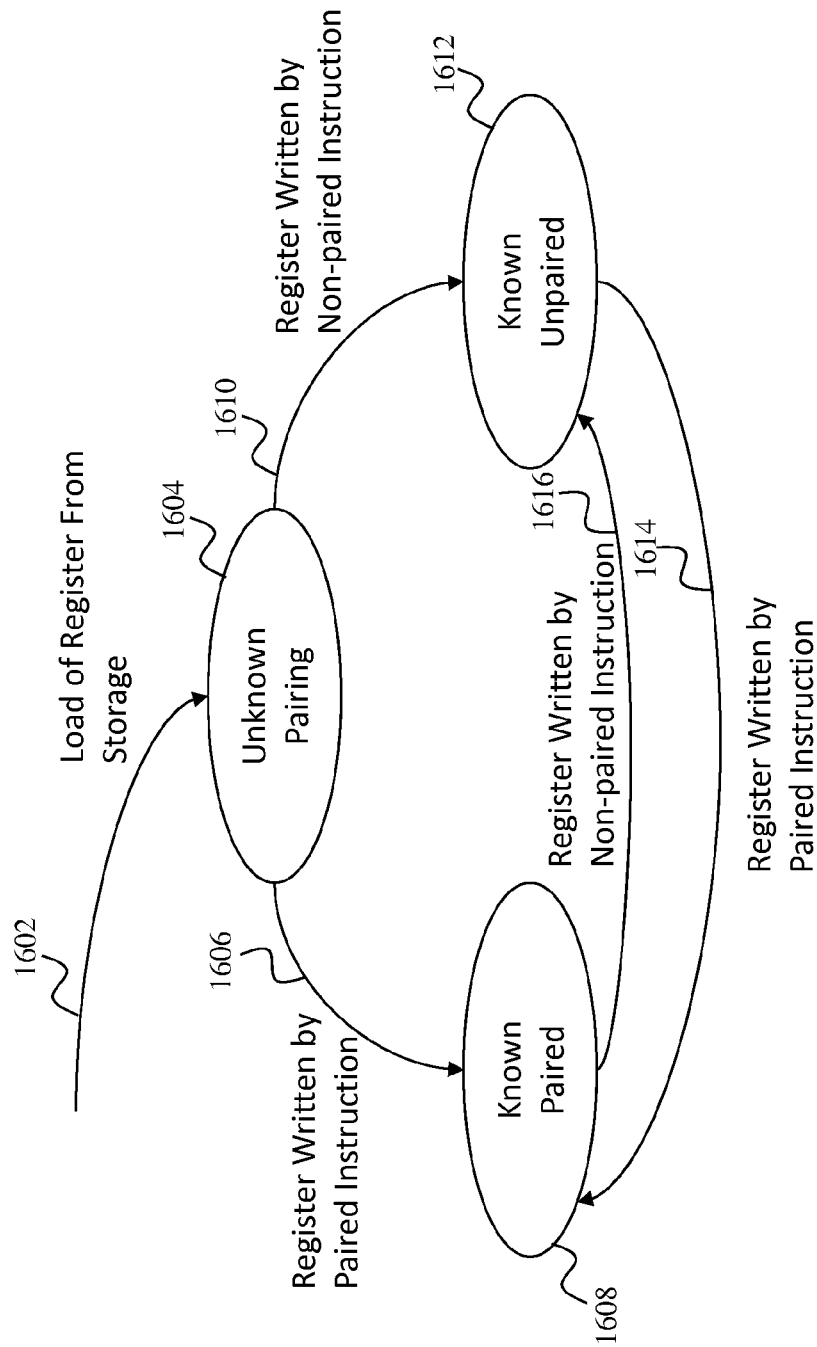 1602
Load of Register From
Storage
1604
Unknown
Pairing
1606
Register Written by
Paired Instruction
1610
Register Written by
Non-paired Instruction
1608
Known
Paired
1612
Known
Unpaired
Register Written by
Non-paired Instruction
1616
1614
Register Written by
Paired Instruction